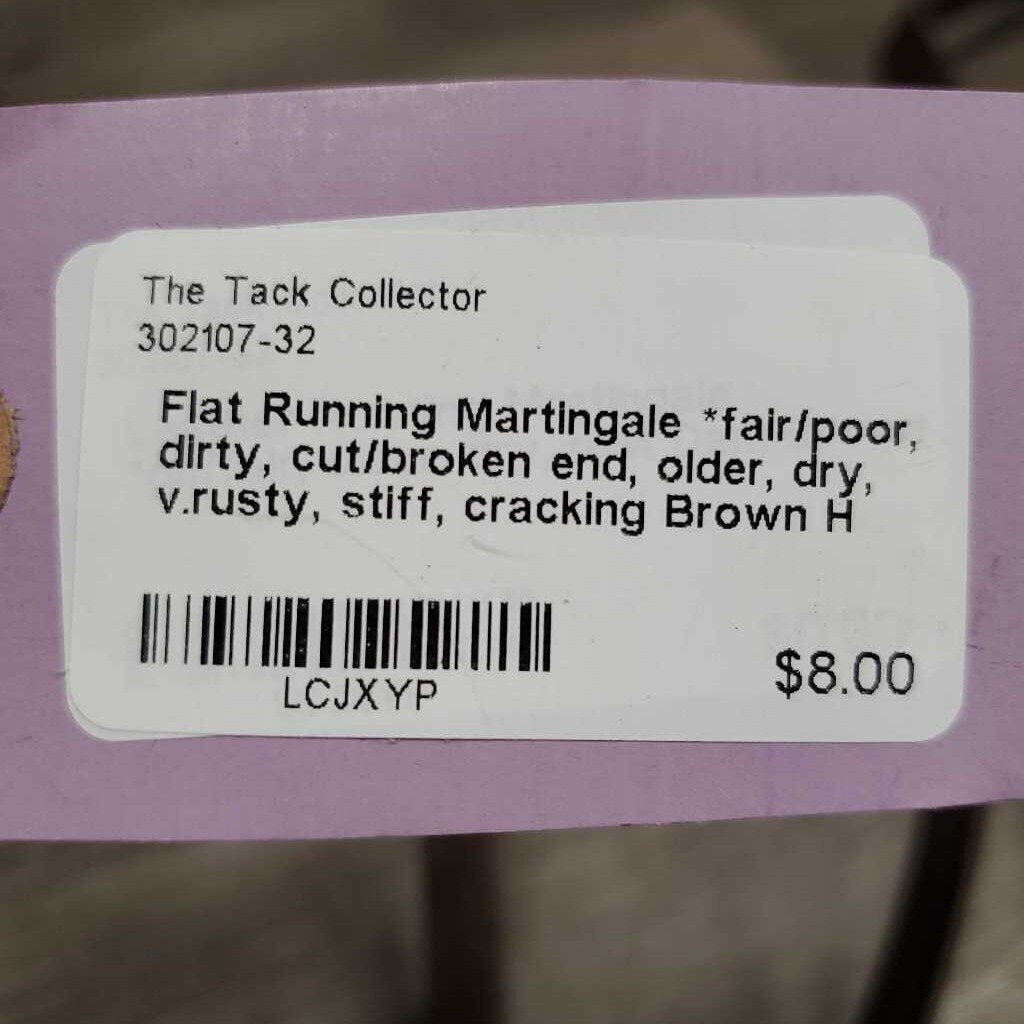 The Tack Collector
302107-32
Flat Running Martingale *fair/poor,
dirty, cut/broken end, older, dry,
v.rusty, stiff, cracking Brown H
LCJXYP
$8.00